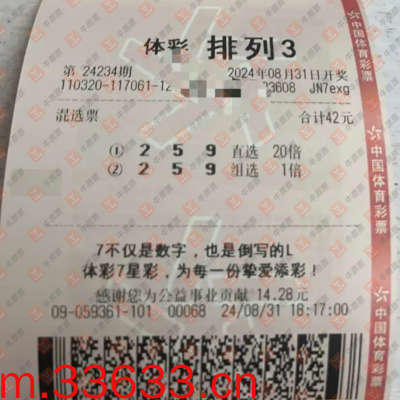 体彩 排列3
第 24234期 2024年08月31日开奖
110320-117061-12 03608 JN7exg
混选票 合计42元
① 2 5 9 直选 20倍
② 2 5 9 组选 1倍
7不仅是数字,也是倒写的L
体彩7星彩,为每一份挚爱添彩!
感谢您为公益事业贡献 14.28元
09-059361-101 00068 24/08/31 18:17:00
中国体育彩票
中国体育彩票
中国体育彩票
m.33633.cn